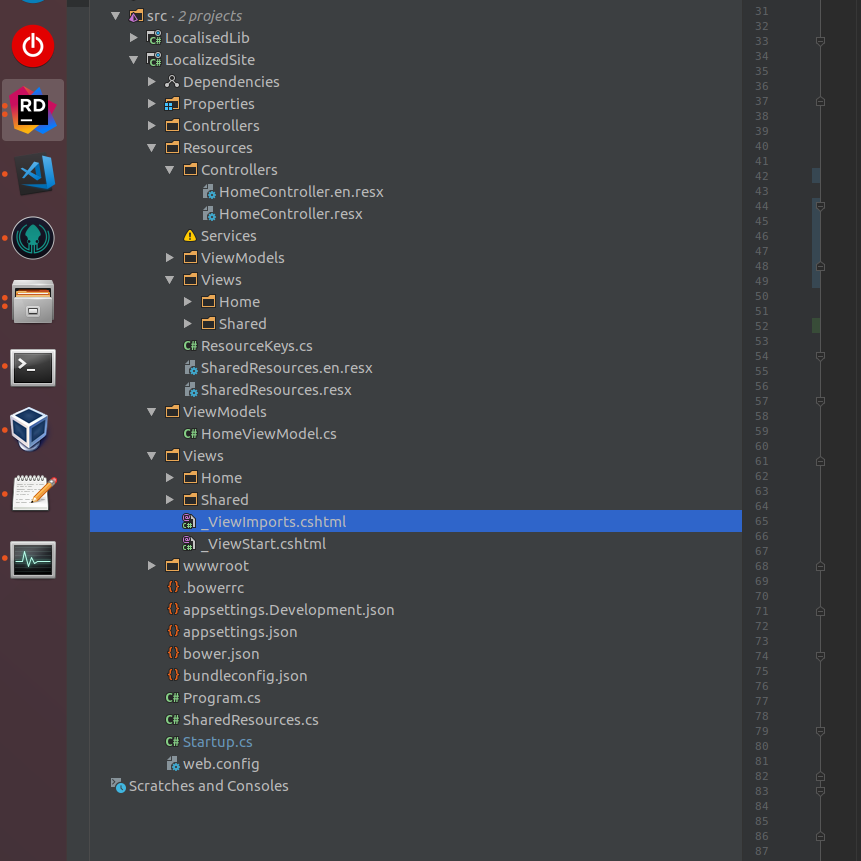 src · 2 projects
LocalisedLib
LocalizedSite
Dependencies
Properties
Controllers
Resources
Controllers
HomeController.en.resx
HomeController.resx
Services
ViewModels
Views
Home
Shared
C# ResourceKeys.cs
SharedResources.en.resx
SharedResources.resx
ViewModels
C# HomeViewModel.cs
Views
Home
Shared
C# _ViewImports.cshtml
C# _ViewStart.cshtml
wwwroot
{} .bowerrc
{} appsettings.Development.json
{} appsettings.json
{} bower.json
{} bundleconfig.json
C# Program.cs
C# SharedResources.cs
C# Startup.cs
web.config
Scratches and Consoles
RD
31
32
33
34
35
36
37
38
39
40
41
42
43
44
45
46
47
48
49
50
51
52
53
54
55
56
57
58
59
60
61
62
63
64
65
66
67
68
69
70
71
72
73
74
75
76
77
78
79
80
81
82
83
84
85
86
87